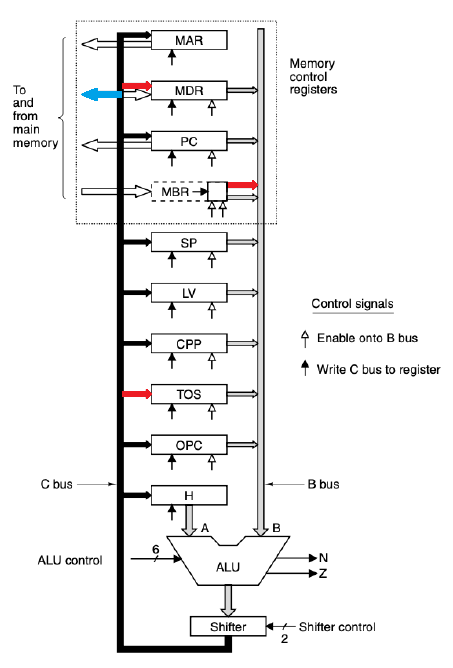 MAR
Memory
control
registers
To
and
from
main
memory
MDR
PC
MBR
SP
LV
Control signals
Enable onto B bus
CPP
Write C bus to register
TOS
OPC
C bus
B bus
H
A
B
6
ALU control
ALU
N
Z
Shifter
Shifter control
2